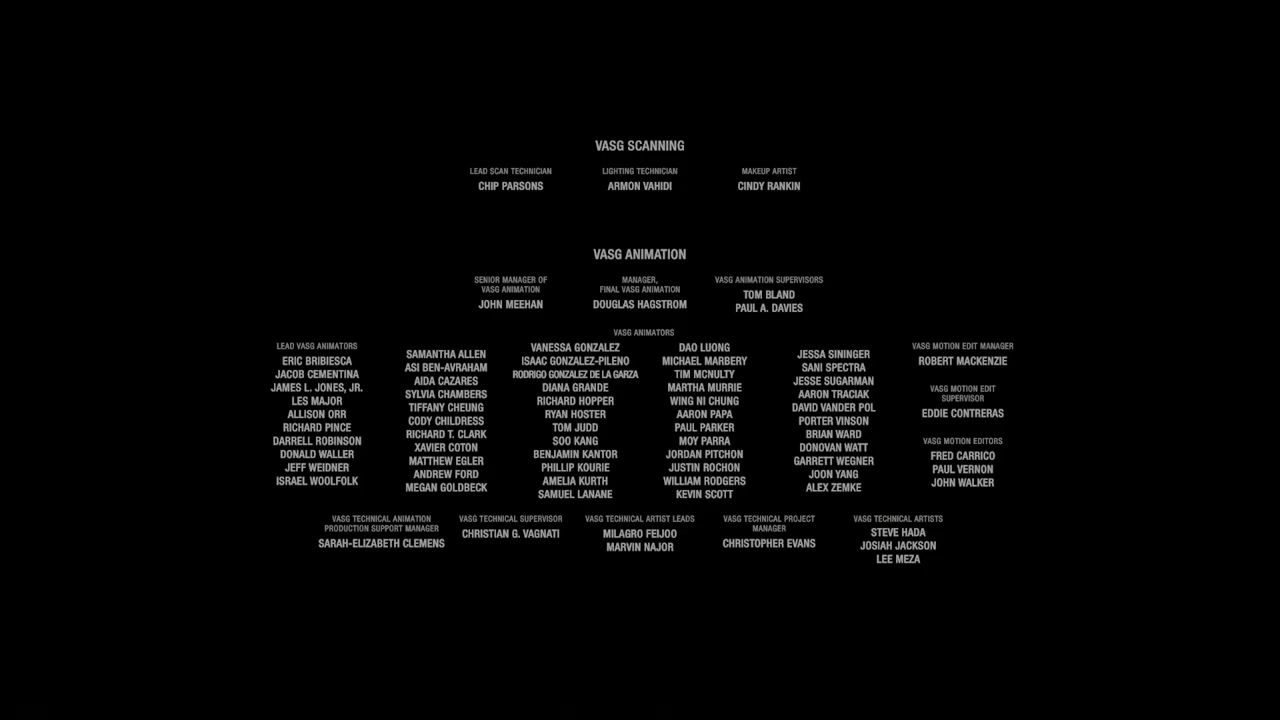 VASG SCANNING
LEAD SCAN TECHNICIAN
CHIP PARSONS
LIGHTING TECHNICIAN
ARMON VAHIDI
MAKEUP ARTIST
CINDY RANKIN
VASG ANIMATION
SENIOR MANAGER OF
VASG ANIMATION
JOHN MEEHAN
MANAGER,
FINAL VASG ANIMATION
DOUGLAS HAGSTROM
VASG ANIMATION SUPERVISORS
TOM BLAND
PAUL A. DAVIES
LEAD VASG ANIMATORS
ERIC BRIBIESCA
JACOB CEMENTINA
JAMES L. JONES, JR.
LES MAJOR
ALLISON ORR
RICHARD PINCE
DARRELL ROBINSON
DONALD WALLER
JEFF WEIDNER
ISRAEL WOOLFOLK
VASG ANIMATORS
SAMANTHA ALLEN
ASI BEN-AVRAHAM
AIDA CAZARES
SYLVIA CHAMBERS
TIFFANY CHEUNG
CODY CHILDRESS
RICHARD T. CLARK
XAVIER COTON
MATTHEW EGLER
ANDREW FORD
MEGAN GOLDBECK
VANESSA GONZALEZ
ISAAC GONZALEZ-PILENO
RODRIGO GONZALEZ DE LA GARZA
DIANA GRANDE
RICHARD HOPPER
RYAN HOSTER
TOM JUDD
SOO KANG
BENJAMIN KANTOR
PHILLIP KOURIE
AMELIA KURTH
SAMUEL LANANE
DAO LUONG
MICHAEL MARBERY
TIM MCNULTY
MARTHA MURRIE
WING NI CHUNG
AARON PAPA
PAUL PARKER
MOY PARRA
JORDAN PITCHON
JUSTIN ROCHON
WILLIAM RODGERS
KEVIN SCOTT
JESSA SININGER
SANI SPECTRA
JESSE SUGARMAN
AARON TRACIAK
DAVID VANDER POL
PORTER VINSON
BRIAN WARD
DONOVAN WATT
GARRETT WEGNER
JOON YANG
ALEX ZEMKE
VASG MOTION EDIT MANAGER
ROBERT MACKENZIE
VASG MOTION EDIT
SUPERVISOR
EDDIE CONTRERAS
VASG MOTION EDITORS
FRED CARRICO
PAUL VERNON
JOHN WALKER
VASG TECHNICAL ANIMATION
PRODUCTION SUPPORT MANAGER
SARAH-ELIZABETH CLEMENS
VASG TECHNICAL SUPERVISOR
CHRISTIAN G. VAGNATI
VASG TECHNICAL ARTIST LEADS
MILAGRO FEIJOO
MARVIN NAJOR
VASG TECHNICAL PROJECT
MANAGER
CHRISTOPHER EVANS
VASG TECHNICAL ARTISTS
STEVE HADA
JOSIAH JACKSON
LEE MEZA